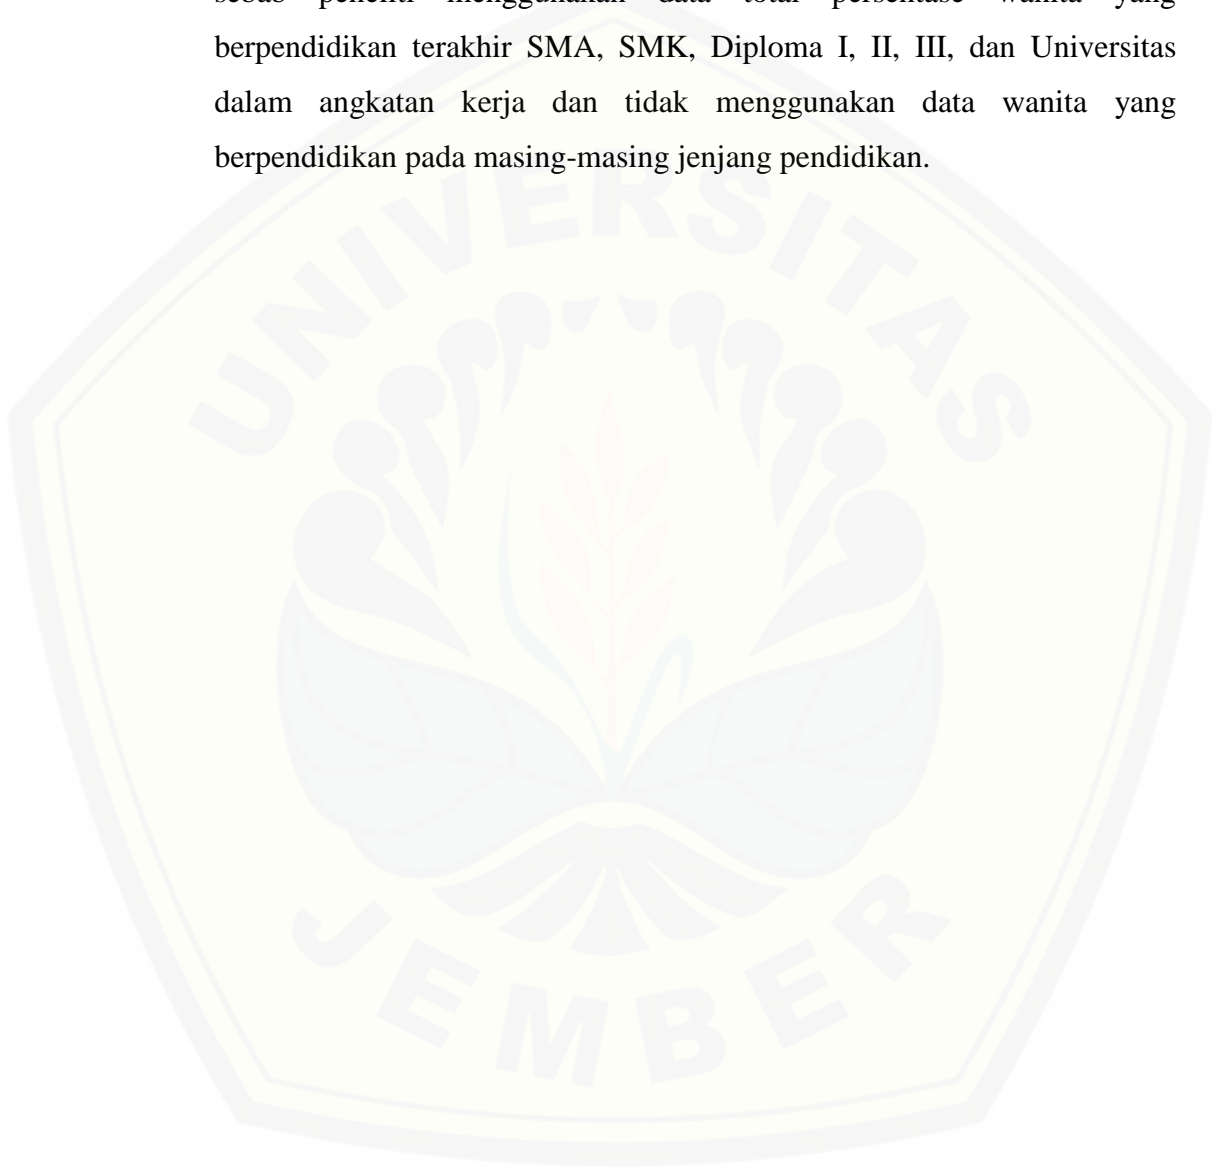 sebab peneliti menggunakan data total persentase wanita yang
berpendidikan terakhir SMA, SMK, Diploma I, II, III, dan Universitas
dalam angkatan kerja dan tidak menggunakan data wanita yang
berpendidikan pada masing-masing jenjang pendidikan.
UNIVERSITAS
JEMBER